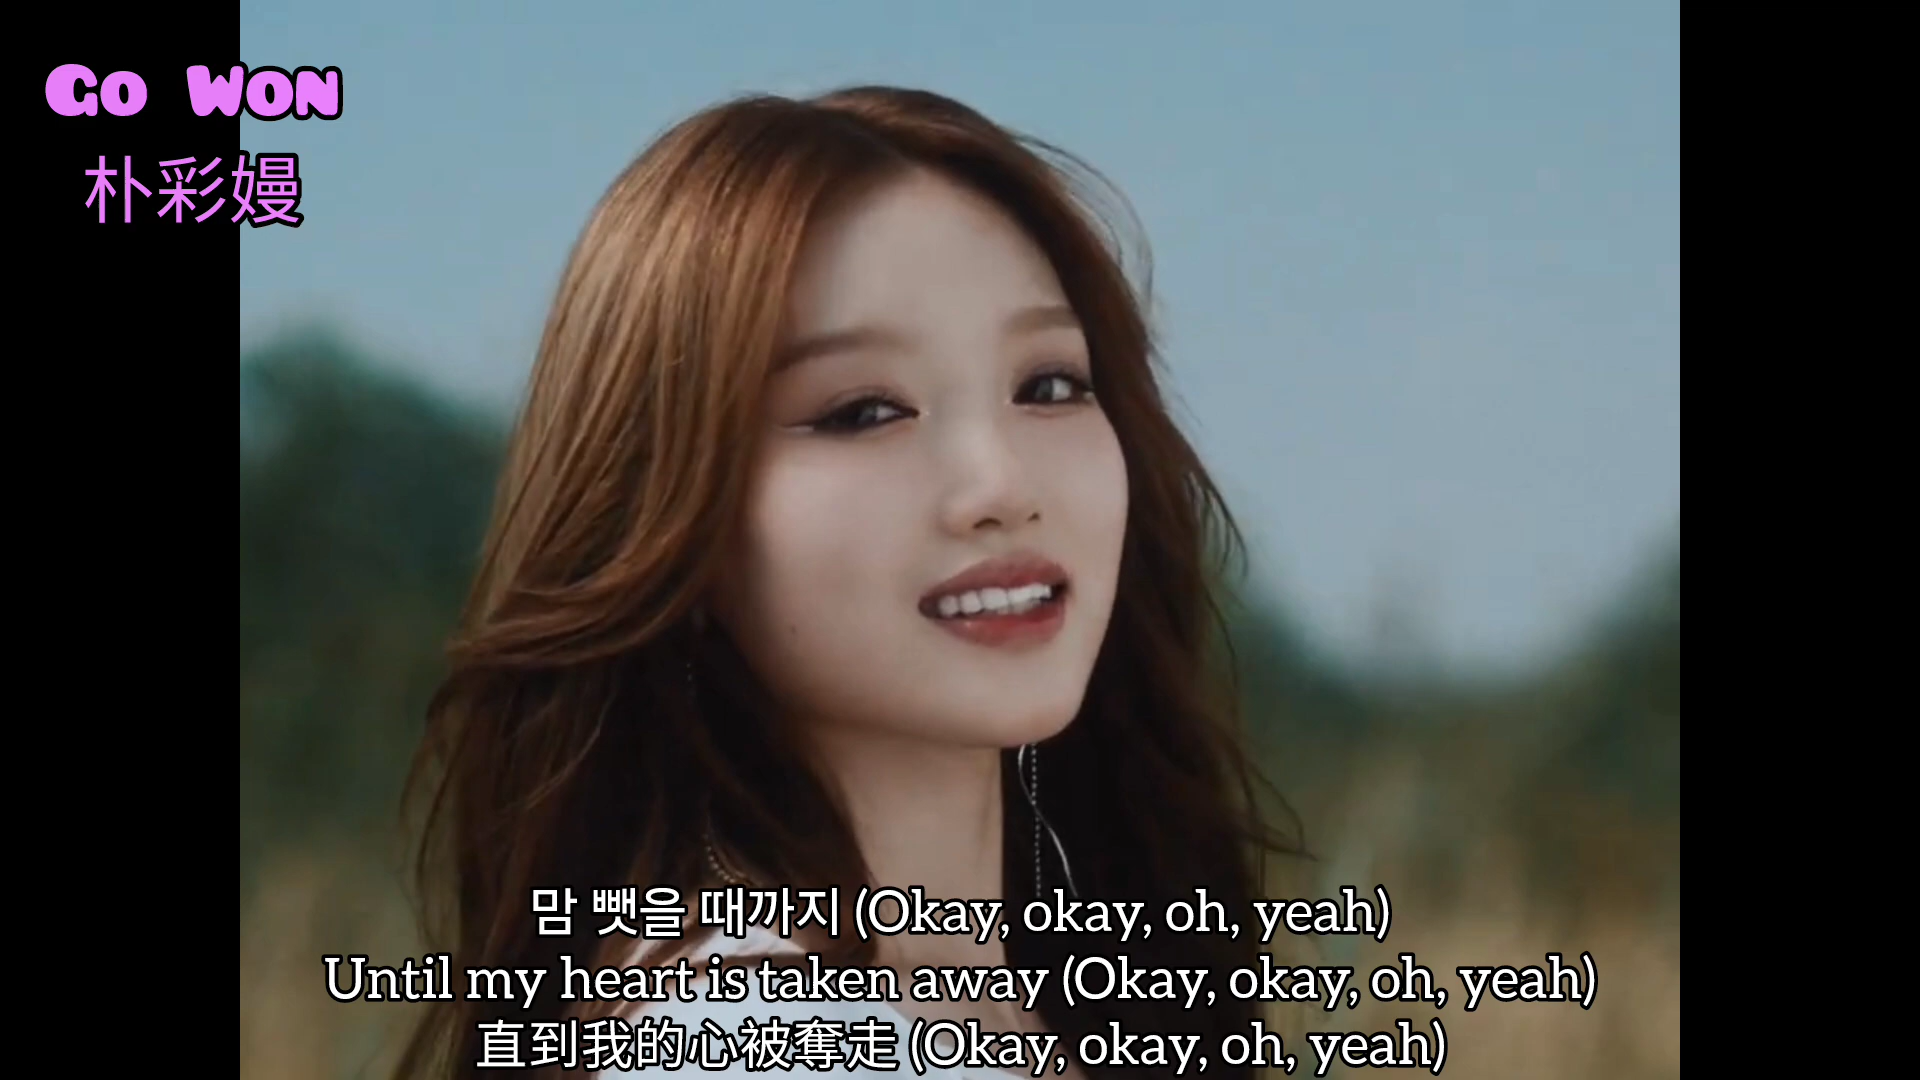 Go Won
朴彩嫚
맘 뺏을 때까지 (Okay, okay, oh, yeah)
Until my heart is taken away (Okay, okay, oh, yeah)
直到我的心被奪走 (Okay, okay, oh, yeah)